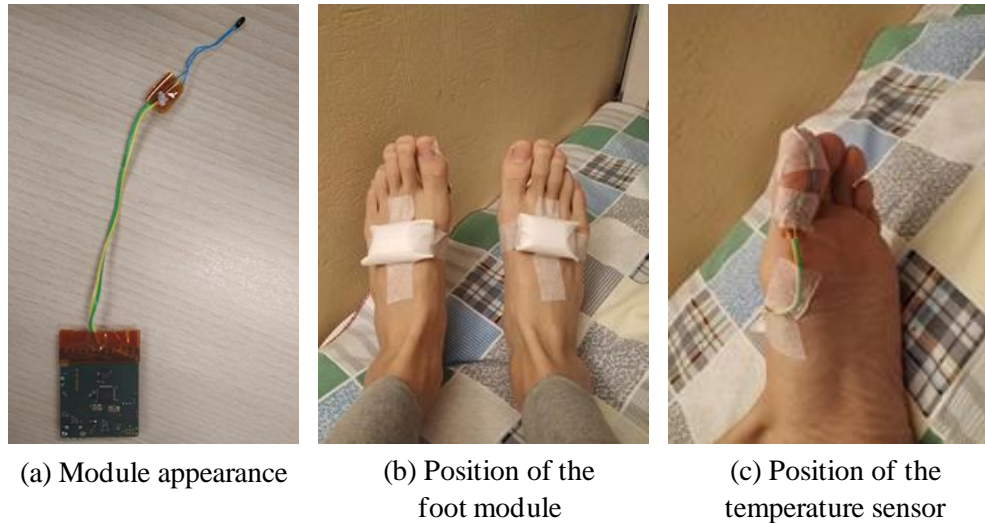 (a) Module appearance
(b) Position of the
foot module
(c) Position of the
temperature sensor